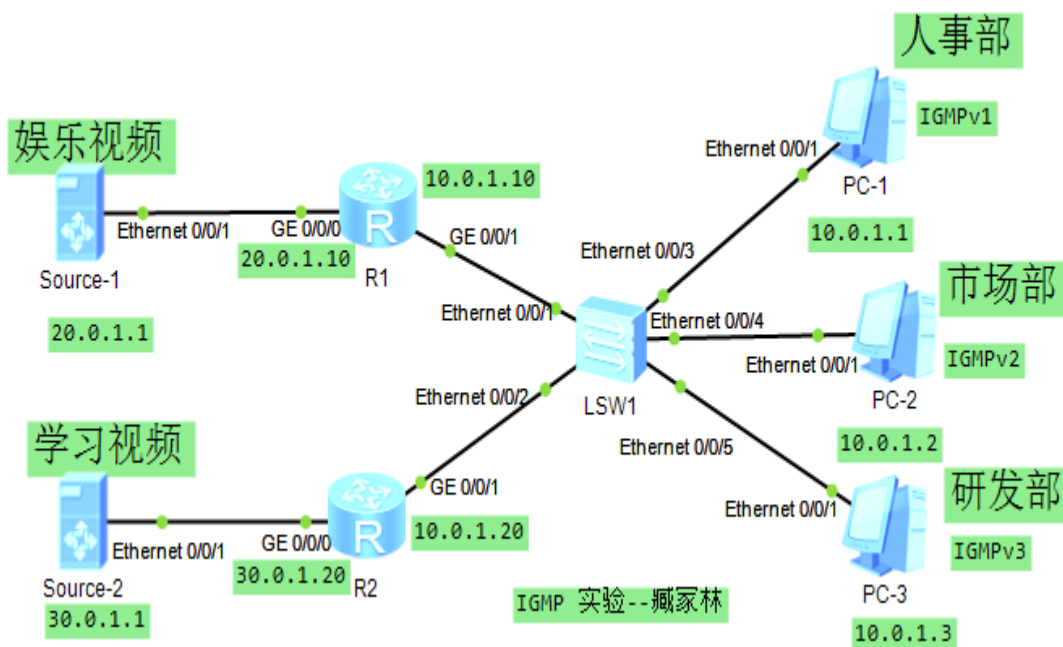 人事部
IGMPv1
Ethernet 0/0/1
PC-1
10.0.1.1
娱乐视频
Ethernet 0/0/1
GE 0/0/0
20.0.1.10
Source-1
20.0.1.1
R
R1
10.0.1.10
GE 0/0/1
Ethernet 0/0/1
Ethernet 0/0/3
Ethernet 0/0/4
市场部
IGMPv2
Ethernet 0/0/1
PC-2
10.0.1.2
LSW1
Ethernet 0/0/2
Ethernet 0/0/5
学习视频
Ethernet 0/0/1
GE 0/0/0
30.0.1.20
Source-2
30.0.1.1
R
R2
GE 0/0/1
10.0.1.20
研发部
Ethernet 0/0/1
IGMPv3
PC-3
10.0.1.3
IGMP 实验--臧家林